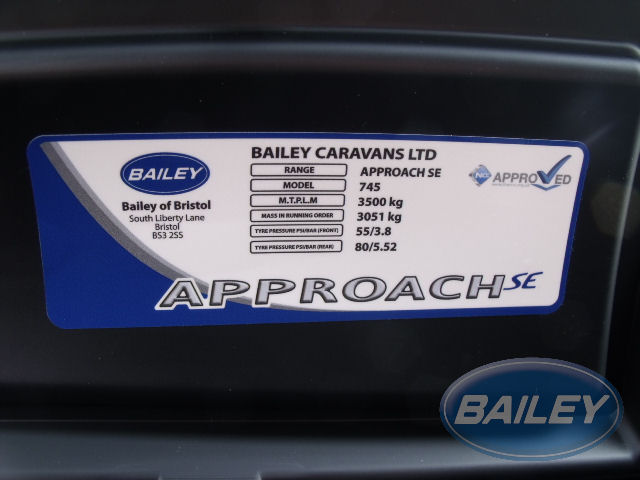 BAILEY
Bailey of Bristol
South Liberty Lane
Bristol
BS3 2SS
BAILEY CARAVANS LTD
RANGE APPROACH SE
MODEL 745
M.T.P.L.M 3500 kg
MASS IN RUNNING ORDER 3051 kg
TYRE PRESSURE PSI/BAR (FRONT) 55/3.8
TYRE PRESSURE PSI/BAR (REAR) 80/5.52
NCC APPROVED
APPROACH SE
BAILEY